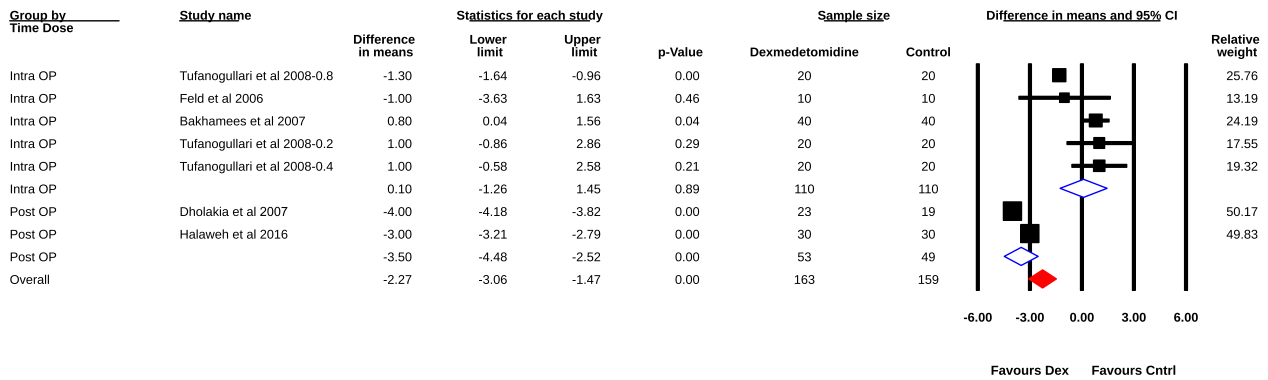 Group by Study name Statistics for each study Sample size Difference in means and 95% CI
Time Dose
Difference Lower Upper Relative
in means limit limit p-Value Dexmedetomidine Control weight
Intra OP Tufanogullari et al 2008-0.8 -1.30 -1.64 -0.96 0.00 20 20 25.76
Intra OP Feld et al 2006 -1.00 -3.63 1.63 0.46 10 10 13.19
Intra OP Bakhamees et al 2007 0.80 0.04 1.56 0.04 40 40 24.19
Intra OP Tufanogullari et al 2008-0.2 1.00 -0.86 2.86 0.29 20 20 17.55
Intra OP Tufanogullari et al 2008-0.4 1.00 -0.58 2.58 0.21 20 20 19.32
Intra OP 0.10 -1.26 1.45 0.89 110 110
Post OP Dholakia et al 2007 -4.00 -4.18 -3.82 0.00 23 19 50.17
Post OP Halaweh et al 2016 -3.00 -3.21 -2.79 0.00 30 30 49.83
Post OP -3.50 -4.48 -2.52 0.00 53 49
Overall -2.27 -3.06 -1.47 0.00 163 159
-6.00 -3.00 0.00 3.00 6.00
Favours Dex Favours Cntrl